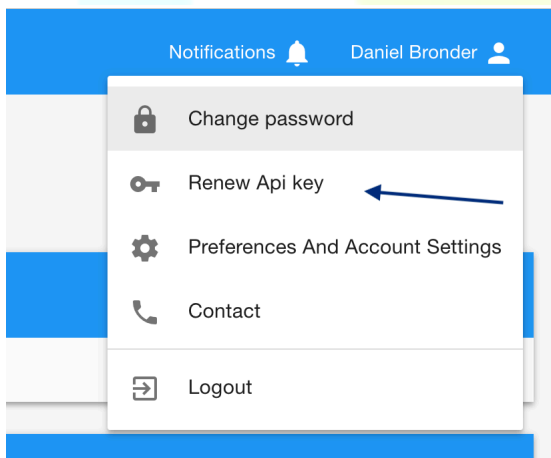 Notifications Daniel Bronder
Change password
Renew Api key
Preferences And Account Settings
Contact
Logout